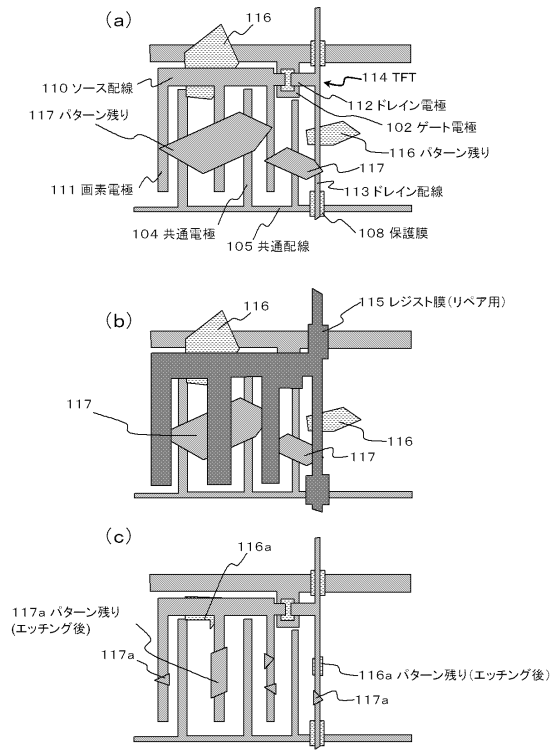 (a)
116
110 ソース配線
114 TFT
112 ドレイン電極
117 パターン残り
102 ゲート電極
116 パターン残り
117
111 画素電極
113 ドレイン配線
104 共通電極
105 共通配線
108 保護膜
(b)
116
115 レジスト膜(リペア用)
117
116
117
(c)
116a
117a パターン残り
(エッチング後)
117a
116a パターン残り(エッチング後)
117a